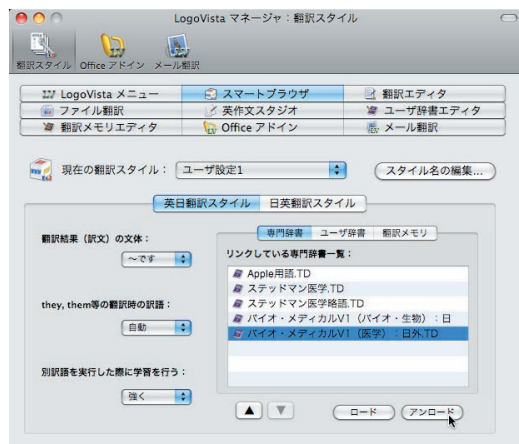 LogoVista マネージャ：翻訳スタイル
翻訳スタイル Office アドイン メール翻訳
LogoVista メニュー スマートブラウザ 翻訳エディタ
ファイル翻訳 英作文スタジオ ユーザ辞書エディタ
翻訳メモリエディタ Office アドイン メール翻訳
現在の翻訳スタイル： ユーザ設定1 スタイル名の編集...
英日翻訳スタイル 日英翻訳スタイル
翻訳結果（訳文）の文体：
～です
they, them等の翻訳時の訳語：
自動
別訳語を実行した際に学習を行う：
強く
専門辞書 ユーザ辞書 翻訳メモリ
リンクしている専門辞書一覧：
Apple用語.TD
ステッドマン医学.TD
ステッドマン医学略語.TD
バイオ・メディカルV1（バイオ・生物）：日
バイオ・メディカルV1（医学）：日外.TD
ロード アンロード